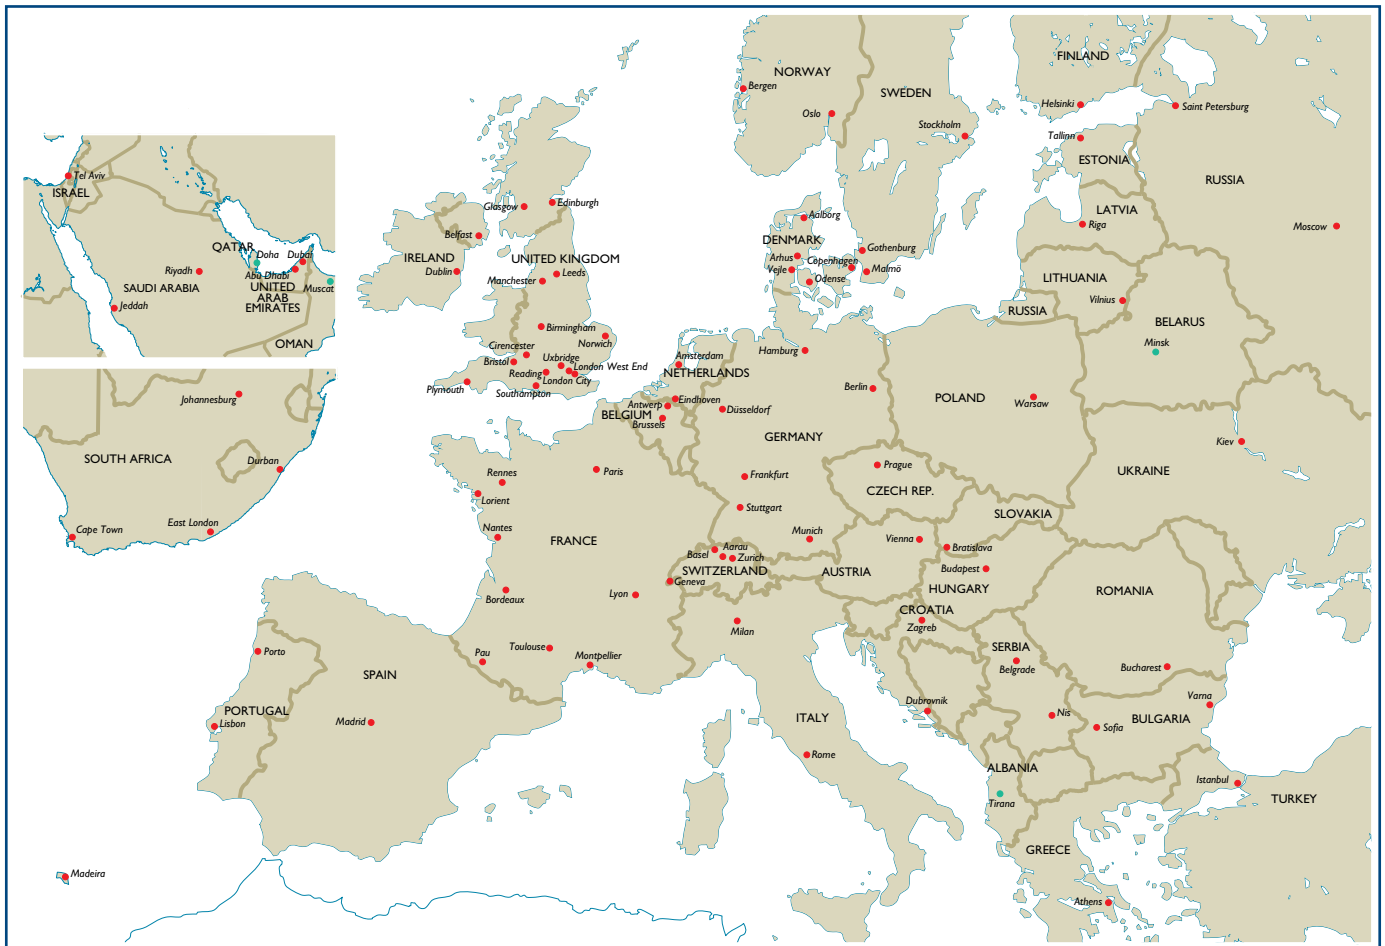 NORWAY
Bergen
Oslo
SWEDEN
Stockholm
FINLAND
Helsinki
Saint Petersburg
Tallinn
ESTONIA
RUSSIA
LATVIA
Riga
Moscow
LITHUANIA
Vilnius
RUSSIA
BELARUS
Minsk
Tel Aviv
ISRAEL
QATAR
Doha
Dubai
Riyadh
Abu Dhabi
SAUDI ARABIA
UNITED
ARAB
EMIRATES
Muscat
Jeddah
OMAN
Johannesburg
SOUTH AFRICA
Durban
Cape Town
East London
Glasgow
Edinburgh
Belfast
IRELAND
Dublin
UNITED KINGDOM
Leeds
Manchester
Birmingham
Norwich
Cirencester
Bristol
Uxbridge
London West End
Reading
London City
Plymouth
Southampton
Aalborg
DENMARK
Arhus
Vejle
Copenhagen
Odense
Gothenburg
Malmö
Hamburg
Amsterdam
NETHERLANDS
Eindhoven
Antwerp
BELGIUM
Brussels
Düsseldorf
Berlin
GERMANY
Frankfurt
Stuttgart
Munich
POLAND
Warsaw
Prague
CZECH REP.
Kiev
UKRAINE
SLOVAKIA
Vienna
Bratislava
AUSTRIA
Budapest
HUNGARY
Rennes
Paris
Lorient
Nantes
FRANCE
Basel
Aarau
Zurich
SWITZERLAND
Geneva
Bordeaux
Lyon
Toulouse
Montpellier
Pau
Milan
CROATIA
Zagreb
ROMANIA
SERBIA
Belgrade
Bucharest
Varna
Dubrovnik
Nis
BULGARIA
Sofia
Porto
SPAIN
PORTUGAL
Lisbon
Madrid
ITALY
Rome
ALBANIA
Tirana
Istanbul
TURKEY
GREECE
Athens
Madeira